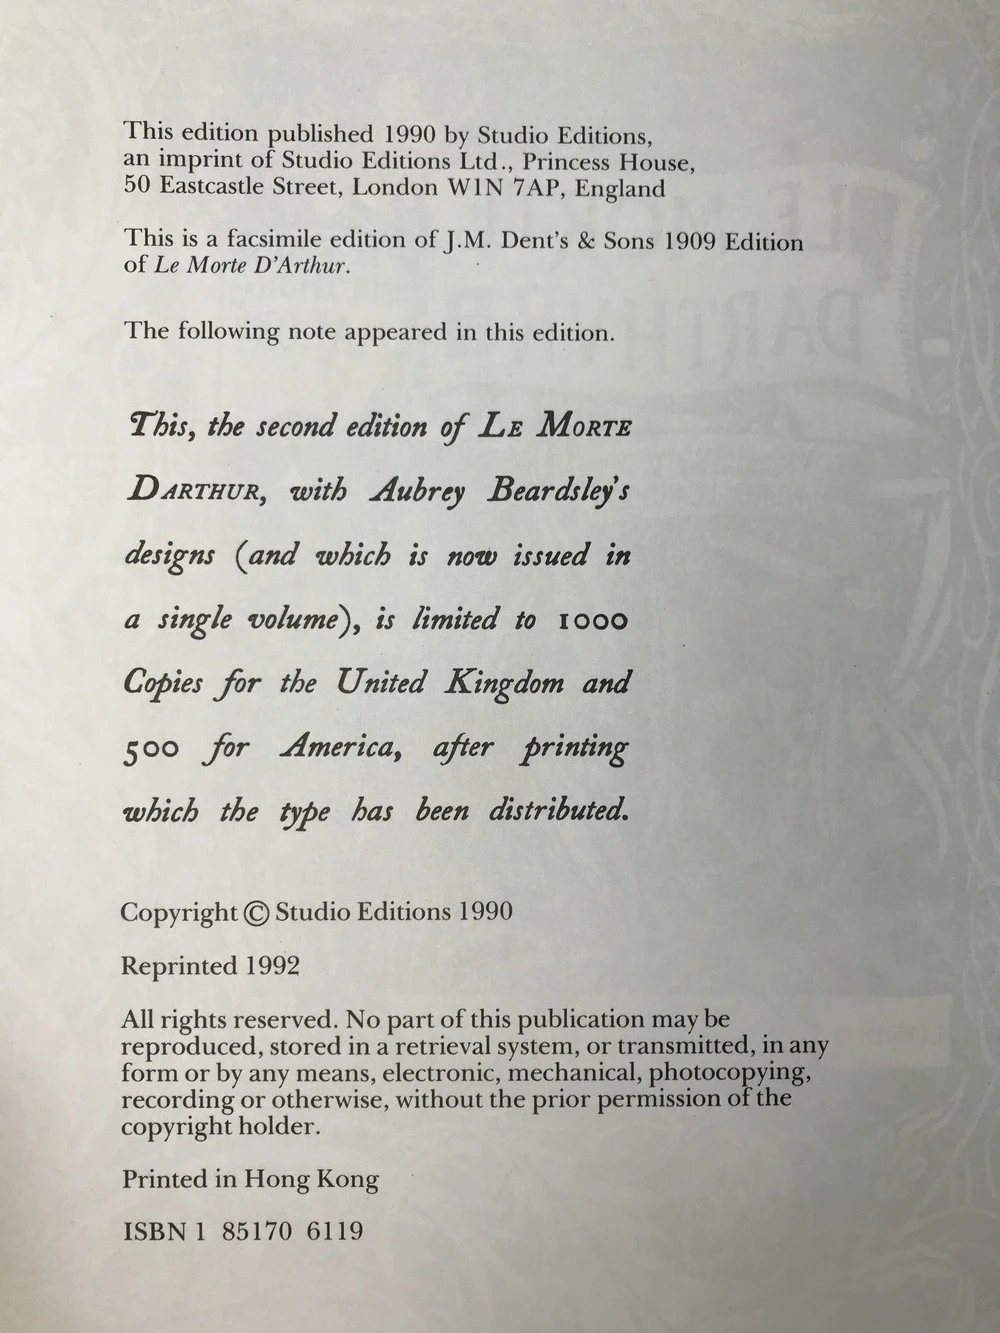 This edition published 1990 by Studio Editions,
an imprint of Studio Editions Ltd., Princess House,
50 Eastcastle Street, London W1N 7AP, England
This is a facsimile edition of J.M. Dent's & Sons 1909 Edition
of Le Morte D'Arthur.
The following note appeared in this edition.
This, the second edition of LE MORTE
DARTHUR, with Aubrey Beardsley's
designs (and which is now issued in
a single volume), is limited to 1000
Copies for the United Kingdom and
500 for America, after printing
which the type has been distributed.
Copyright © Studio Editions 1990
Reprinted 1992
All rights reserved. No part of this publication may be
reproduced, stored in a retrieval system, or transmitted, in any
form or by any means, electronic, mechanical, photocopying,
recording or otherwise, without the prior permission of the
copyright holder.
Printed in Hong Kong
ISBN 1 85170 6119